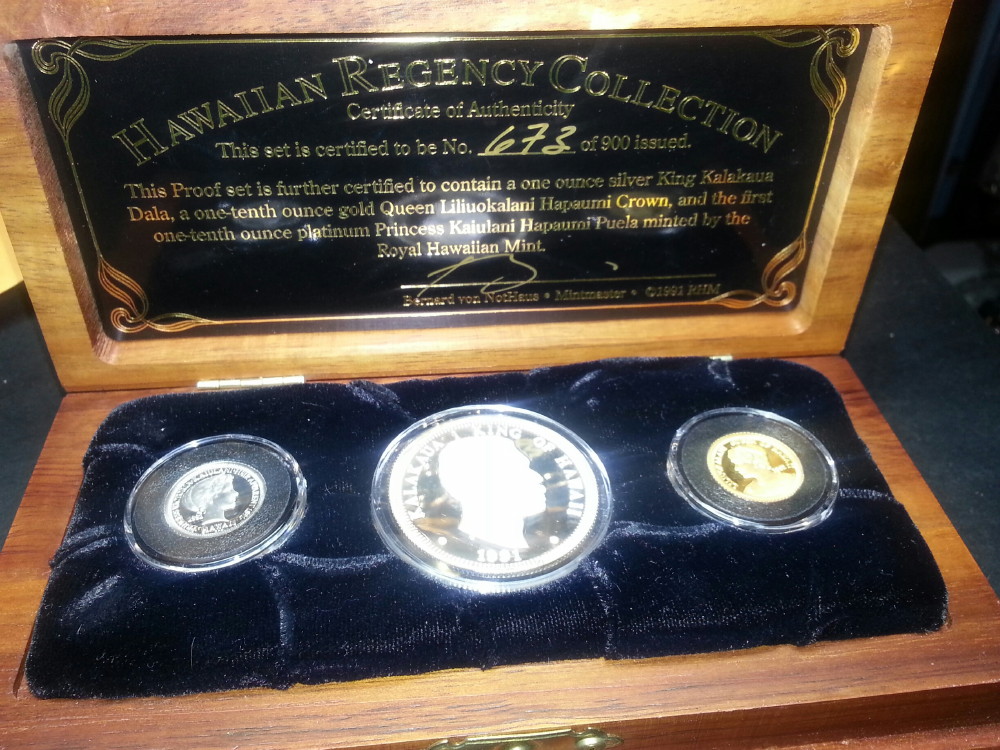 HAWAIIAN REGENCY COLLECTION
Certificate of Authenticity
This set is certified to be No. 673 of 900 issued.
This Proof set is further certified to contain a one ounce silver King Kalakaua
Dala, a one-tenth ounce gold Queen Liliuokalani Hapaumi Crown, and the first
one-tenth ounce platinum Princess Kaiulani Hapaumi Puela minted by the
Royal Hawaiian Mint.
Bernard von NotHaus • Mintmaster • ©1991 RHM
KALAKAUA I KING OF HAWAII
1991
HAWAII